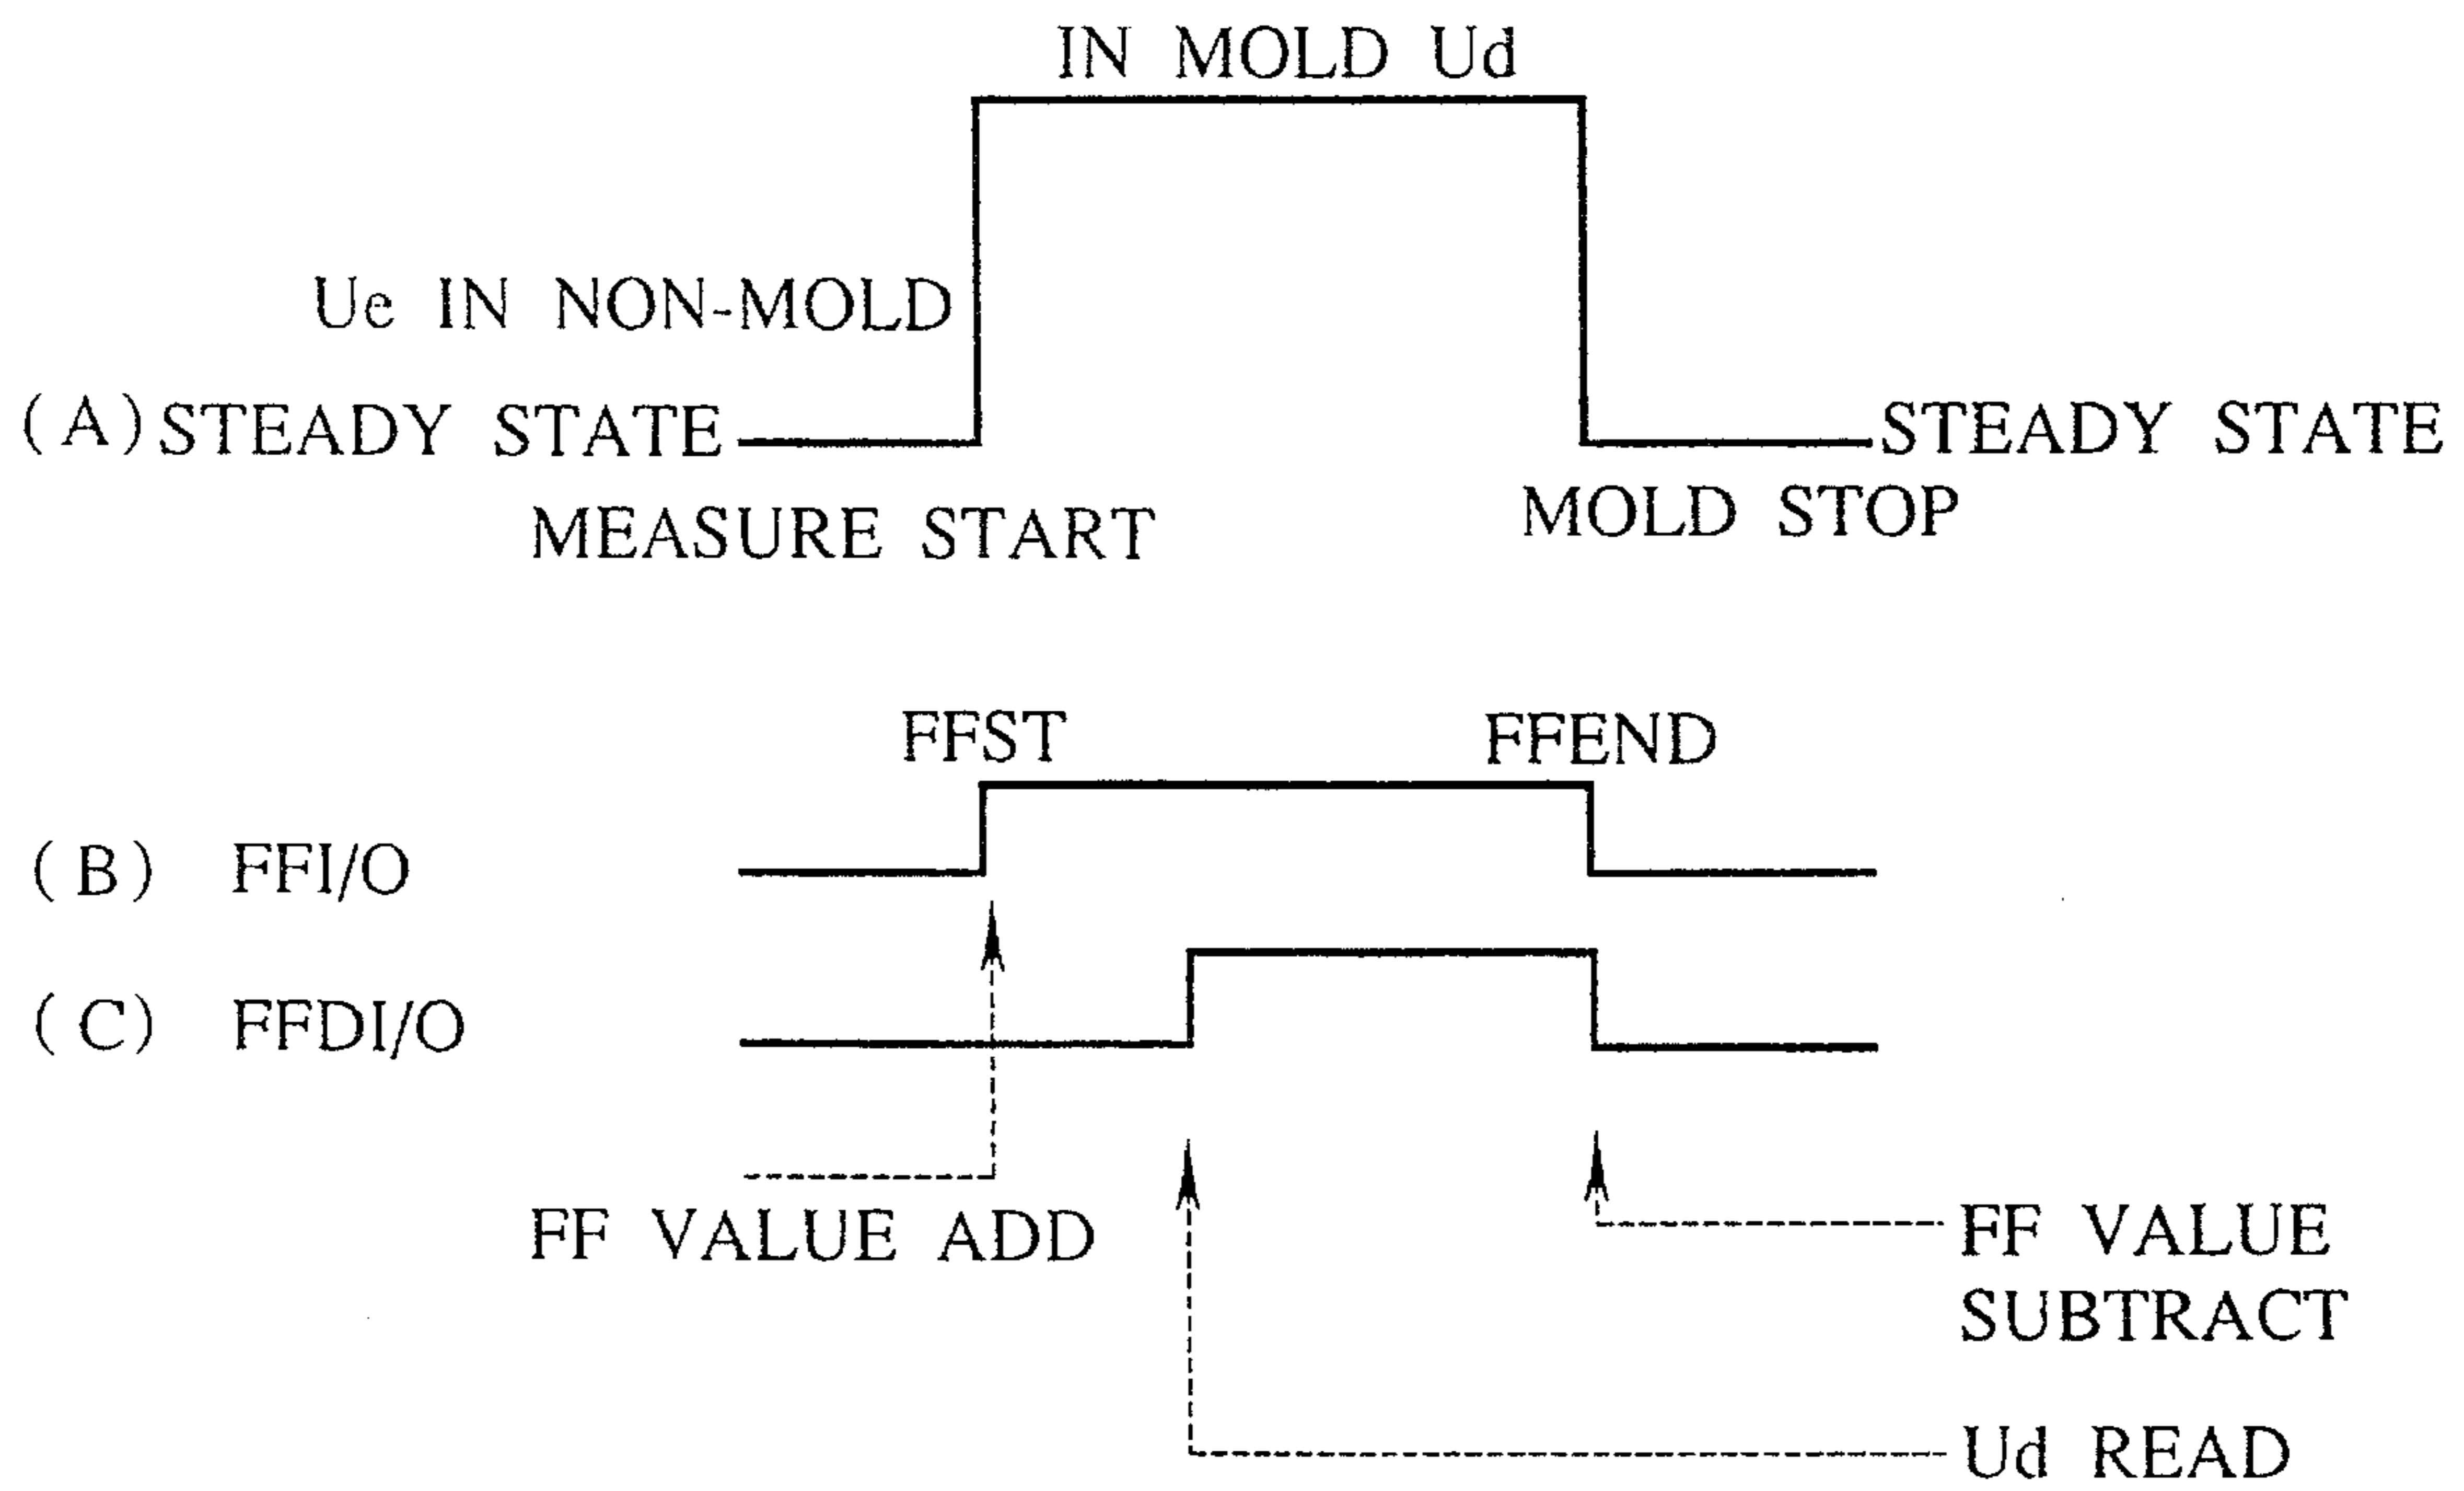 IN MOLD Ud
Ue IN NON-MOLD
(A) STEADY STATE
STEADY STATE
MEASURE START
MOLD STOP
FFST
FFEND
(B) FFI/O
(C) FFDI/O
FF VALUE ADD
FF VALUE
SUBTRACT
Ud READ